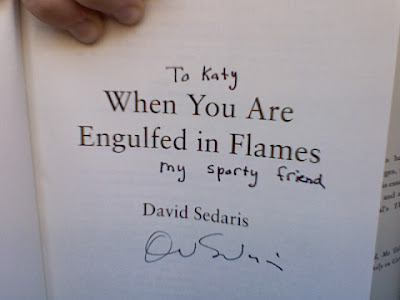 To Katy
When You Are
Engulfed in Flames
my sporty friend
David Sedaris